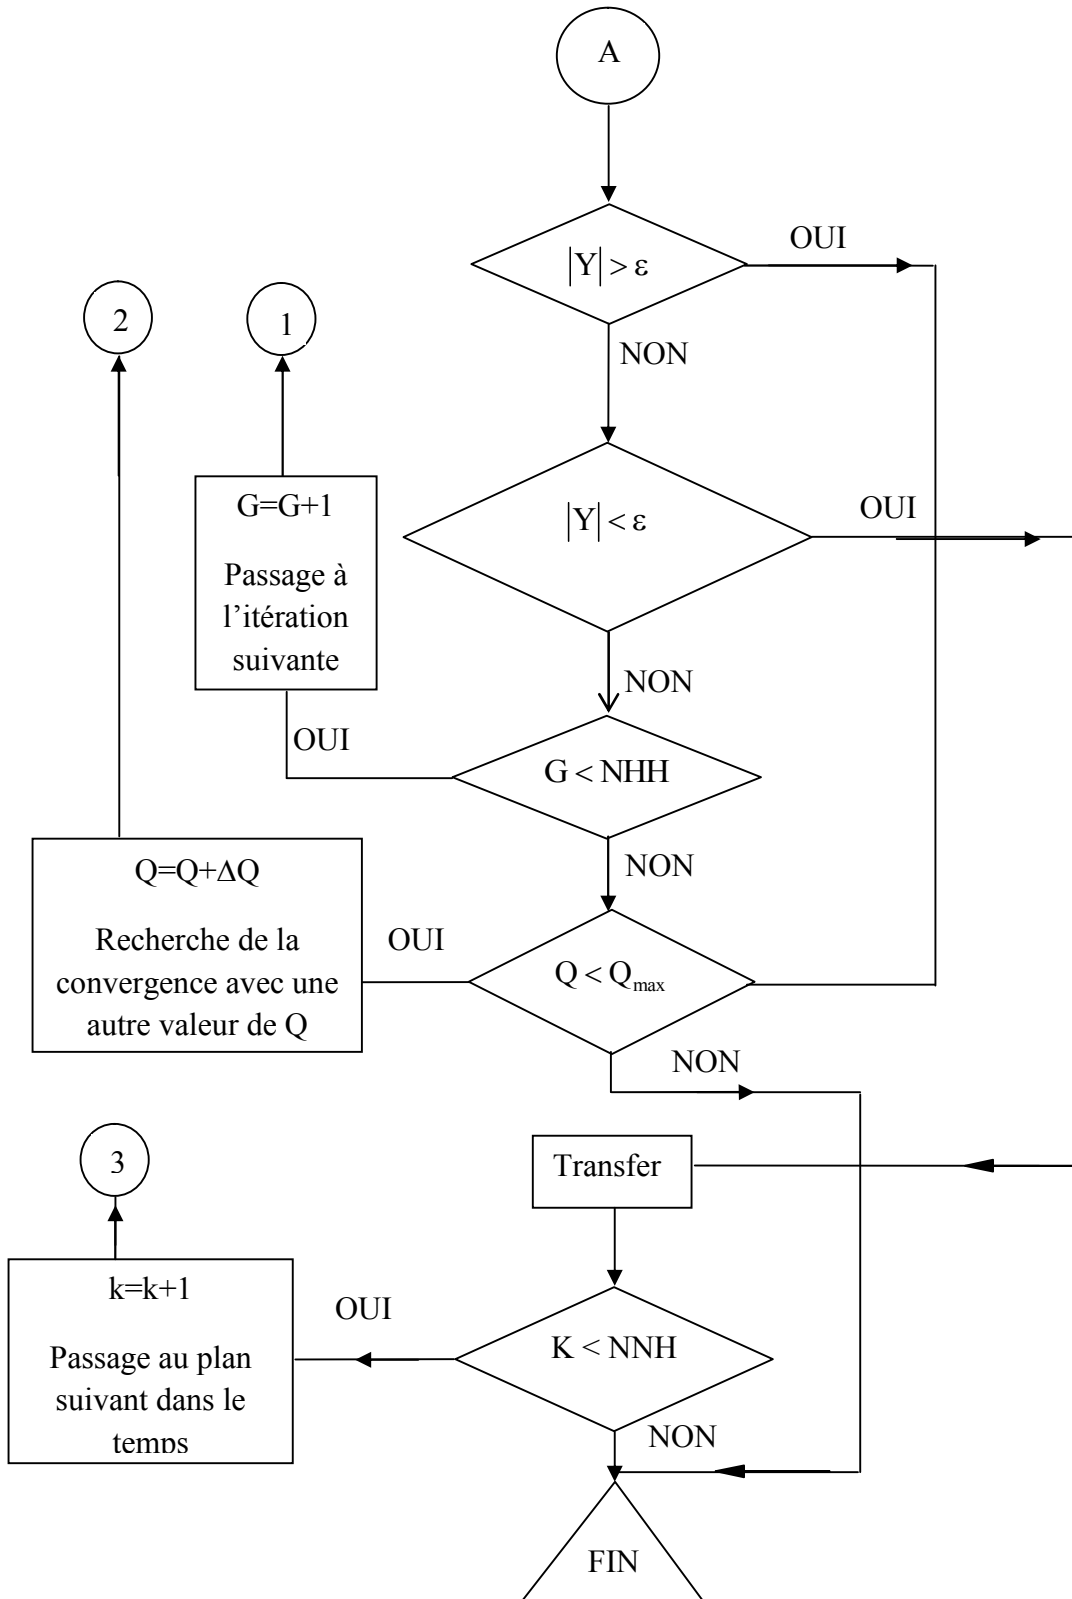 A
OUI
|Y| > ε
NON
2
1
G=G+1
Passage à
l’itération
suivante
|Y| < ε
OUI
NON
OUI
G < NHH
NON
Q=Q+ΔQ
Recherche de la
convergence avec une
autre valeur de Q
OUI
Q < Qmax
NON
3
Transfer
k=k+1
Passage au plan
suivant dans le
temps
OUI
K < NNH
NON
FIN